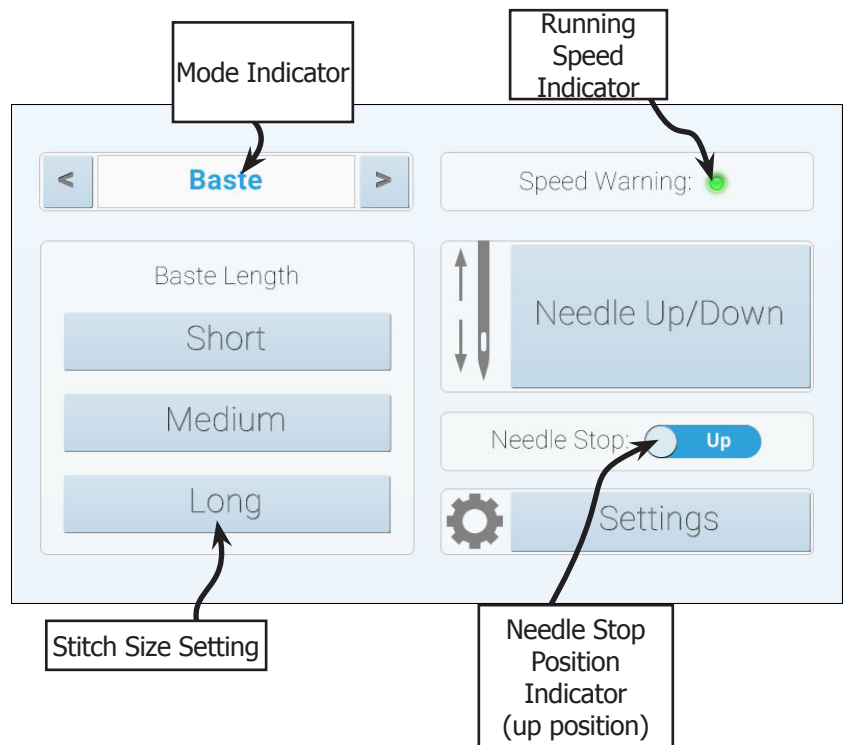 Mode Indicator
Running
Speed
Indicator
< Baste >
Speed Warning:
Baste Length
Short
Medium
Long
Needle Up/Down
Needle Stop: Up
Settings
Stitch Size Setting
Needle Stop
Position
Indicator
(up position)